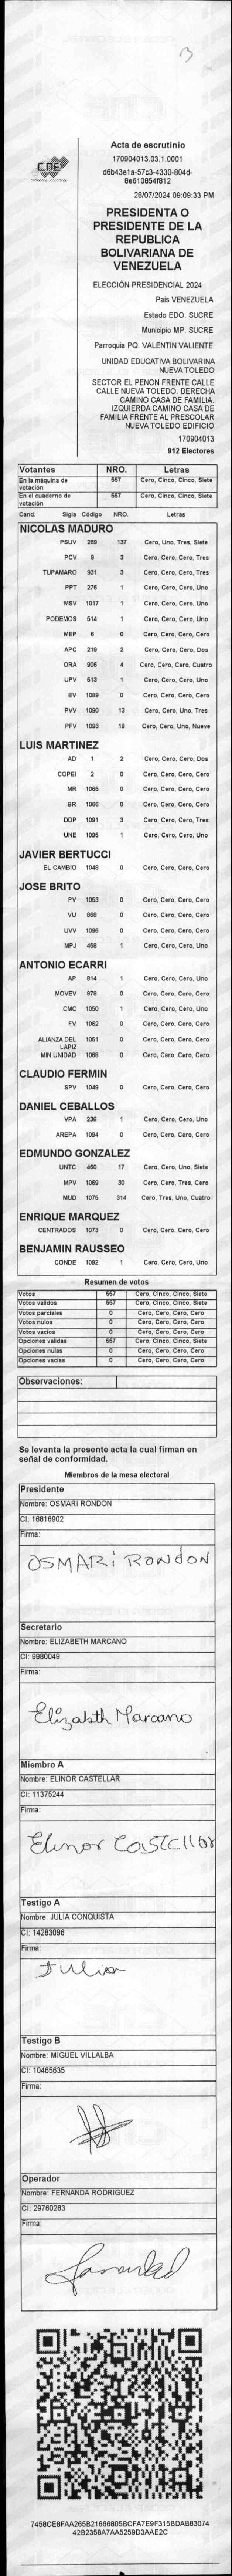 3
CNE
Acta de escrutinio
170904013.03.1.0001
d6b43e1a-57c3-4330-804d-
8e610854f812
28/07/2024 09:09:33 PM
PRESIDENTA O
PRESIDENTE DE LA
REPUBLICA
BOLIVARIANA DE
VENEZUELA
ELECCIÓN PRESIDENCIAL 2024
Pais VENEZUELA
Estado EDO. SUCRE
Municipio MP. SUCRE
Parroquia PQ. VALENTIN VALIENTE
UNIDAD EDUCATIVA BOLIVARINA
NUEVA TOLEDO
SECTOR EL PENON FRENTE CALLE
CALLE NUEVA TOLEDO. DERECHA
CAMINO CASA DE FAMILIA.
IZQUIERDA CAMINO CASA DE
FAMILIA FRENTE AL PRESCOLAR
NUEVA TOLEDO EDIFICIO
170904013
912 Electores
Votantes NRO. Letras
En la máquina de votación 557 Cero, Cinco, Cinco, Siete
En el cuaderno de votación 557 Cero, Cinco, Cinco, Siete
Cand. Sigla Código NRO. Letras
NICOLAS MADURO
PSUV 269 137 Cero, Uno, Tres, Siete
PCV 9 3 Cero, Cero, Cero, Tres
TUPAMARO 931 3 Cero, Cero, Cero, Tres
PPT 276 1 Cero, Cero, Cero, Uno
MSV 1017 1 Cero, Cero, Cero, Uno
PODEMOS 514 1 Cero, Cero, Cero, Uno
MEP 6 0 Cero, Cero, Cero, Cero
APC 219 2 Cero, Cero, Cero, Dos
ORA 906 4 Cero, Cero, Cero, Cuatro
UPV 513 1 Cero, Cero, Cero, Uno
EV 1089 0 Cero, Cero, Cero, Cero
PVV 1090 13 Cero, Cero, Uno, Tres
PFV 1093 19 Cero, Cero, Uno, Nueve
LUIS MARTINEZ
AD 1 2 Cero, Cero, Cero, Dos
COPEI 2 0 Cero, Cero, Cero, Cero
MR 1065 0 Cero, Cero, Cero, Cero
BR 1066 0 Cero, Cero, Cero, Cero
DDP 1091 3 Cero, Cero, Cero, Tres
UNE 1095 1 Cero, Cero, Cero, Uno
JAVIER BERTUCCI
EL CAMBIO 1048 0 Cero, Cero, Cero, Cero
JOSE BRITO
PV 1053 0 Cero, Cero, Cero, Cero
VU 868 0 Cero, Cero, Cero, Cero
UVV 1096 0 Cero, Cero, Cero, Cero
MPJ 458 1 Cero, Cero, Cero, Uno
ANTONIO ECARRI
AP 914 1 Cero, Cero, Cero, Uno
MOVEV 879 0 Cero, Cero, Cero, Cero
CMC 1050 1 Cero, Cero, Cero, Uno
FV 1062 0 Cero, Cero, Cero, Cero
ALIANZA DEL LAPIZ 1051 0 Cero, Cero, Cero, Cero
MIN UNIDAD 1068 0 Cero, Cero, Cero, Cero
CLAUDIO FERMIN
SPV 1049 0 Cero, Cero, Cero, Cero
DANIEL CEBALLOS
VPA 236 1 Cero, Cero, Cero, Uno
AREPA 1094 0 Cero, Cero, Cero, Cero
EDMUNDO GONZALEZ
UNTC 460 17 Cero, Cero, Uno, Siete
MPV 1069 30 Cero, Cero, Tres, Cero
MUD 1075 314 Cero, Tres, Uno, Cuatro
ENRIQUE MARQUEZ
CENTRADOS 1073 0 Cero, Cero, Cero, Cero
BENJAMIN RAUSSEO
CONDE 1092 1 Cero, Cero, Cero, Uno
Resumen de votos
Votos 557 Cero, Cinco, Cinco, Siete
Votos validos 557 Cero, Cinco, Cinco, Siete
Votos parciales 0 Cero, Cero, Cero, Cero
Votos nulos 0 Cero, Cero, Cero, Cero
Votos vacios 0 Cero, Cero, Cero, Cero
Opciones validas 557 Cero, Cinco, Cinco, Siete
Opciones nulas 0 Cero, Cero, Cero, Cero
Opciones vacías 0 Cero, Cero, Cero, Cero
Observaciones:
Se levanta la presente acta la cual firman en
señal de conformidad.
Miembros de la mesa electoral
Presidente
Nombre: OSMARI RONDON
CI: 16816902
Firma:
OSMARi RONDON
Secretario
Nombre: ELIZABETH MARCANO
CI: 9980049
Firma:
Elizabeth Marcano
Miembro A
Nombre: ELINOR CASTELLAR
CI: 11375244
Firma:
Elinor Castellar
Testigo A
Nombre: JULIA CONQUISTA
CI: 14283096
Firma:
Julia
Testigo B
Nombre: MIGUEL VILLALBA
CI: 10465635
Firma:
Operador
Nombre: FERNANDA RODRIGUEZ
CI: 29760283
Firma:
7458CE8FAA265B21666805BCFA7E9F315BDAB83074
42B2358A7AA5259D3AAE2C